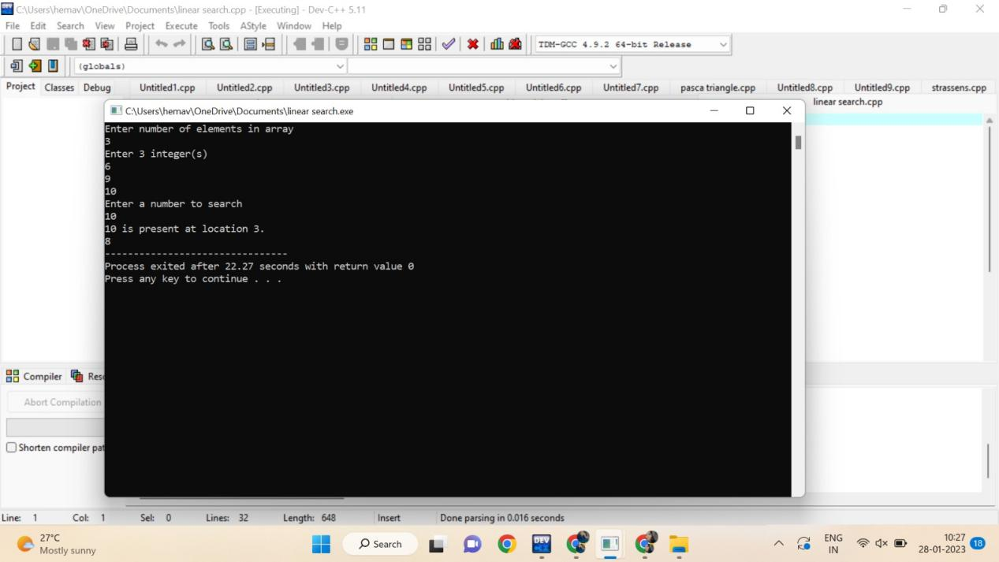 C:\Users\hemav\OneDrive\Documents\linear search.cpp - [Executing] - Dev-C++ 5.11
File Edit Search View Project Execute Tools AStyle Window Help
TDM-GCC 4.9.2 64-bit Release
(globals)
Project Classes Debug Untitled1.cpp Untitled2.cpp Untitled3.cpp Untitled4.cpp Untitled5.cpp Untitled6.cpp Untitled7.cpp pasca triangle.cpp Untitled8.cpp Untitled9.cpp strassens.cpp
linear search.cpp
C:\Users\hemav\OneDrive\Documents\linear search.exe
Enter number of elements in array
3
Enter 3 integer(s)
6
9
10
Enter a number to search
10
10 is present at location 3.
8
--------------------------------
Process exited after 22.27 seconds with return value 0
Press any key to continue . . .
Compiler Reso
Abort Compilation
Shorten compiler pat
Line: 1 Col: 1 Sel: 0 Lines: 32 Length: 648 Insert Done parsing in 0.016 seconds
27°C
Mostly sunny
Search
DEV
ENG
IN
10:27
28-01-2023
18